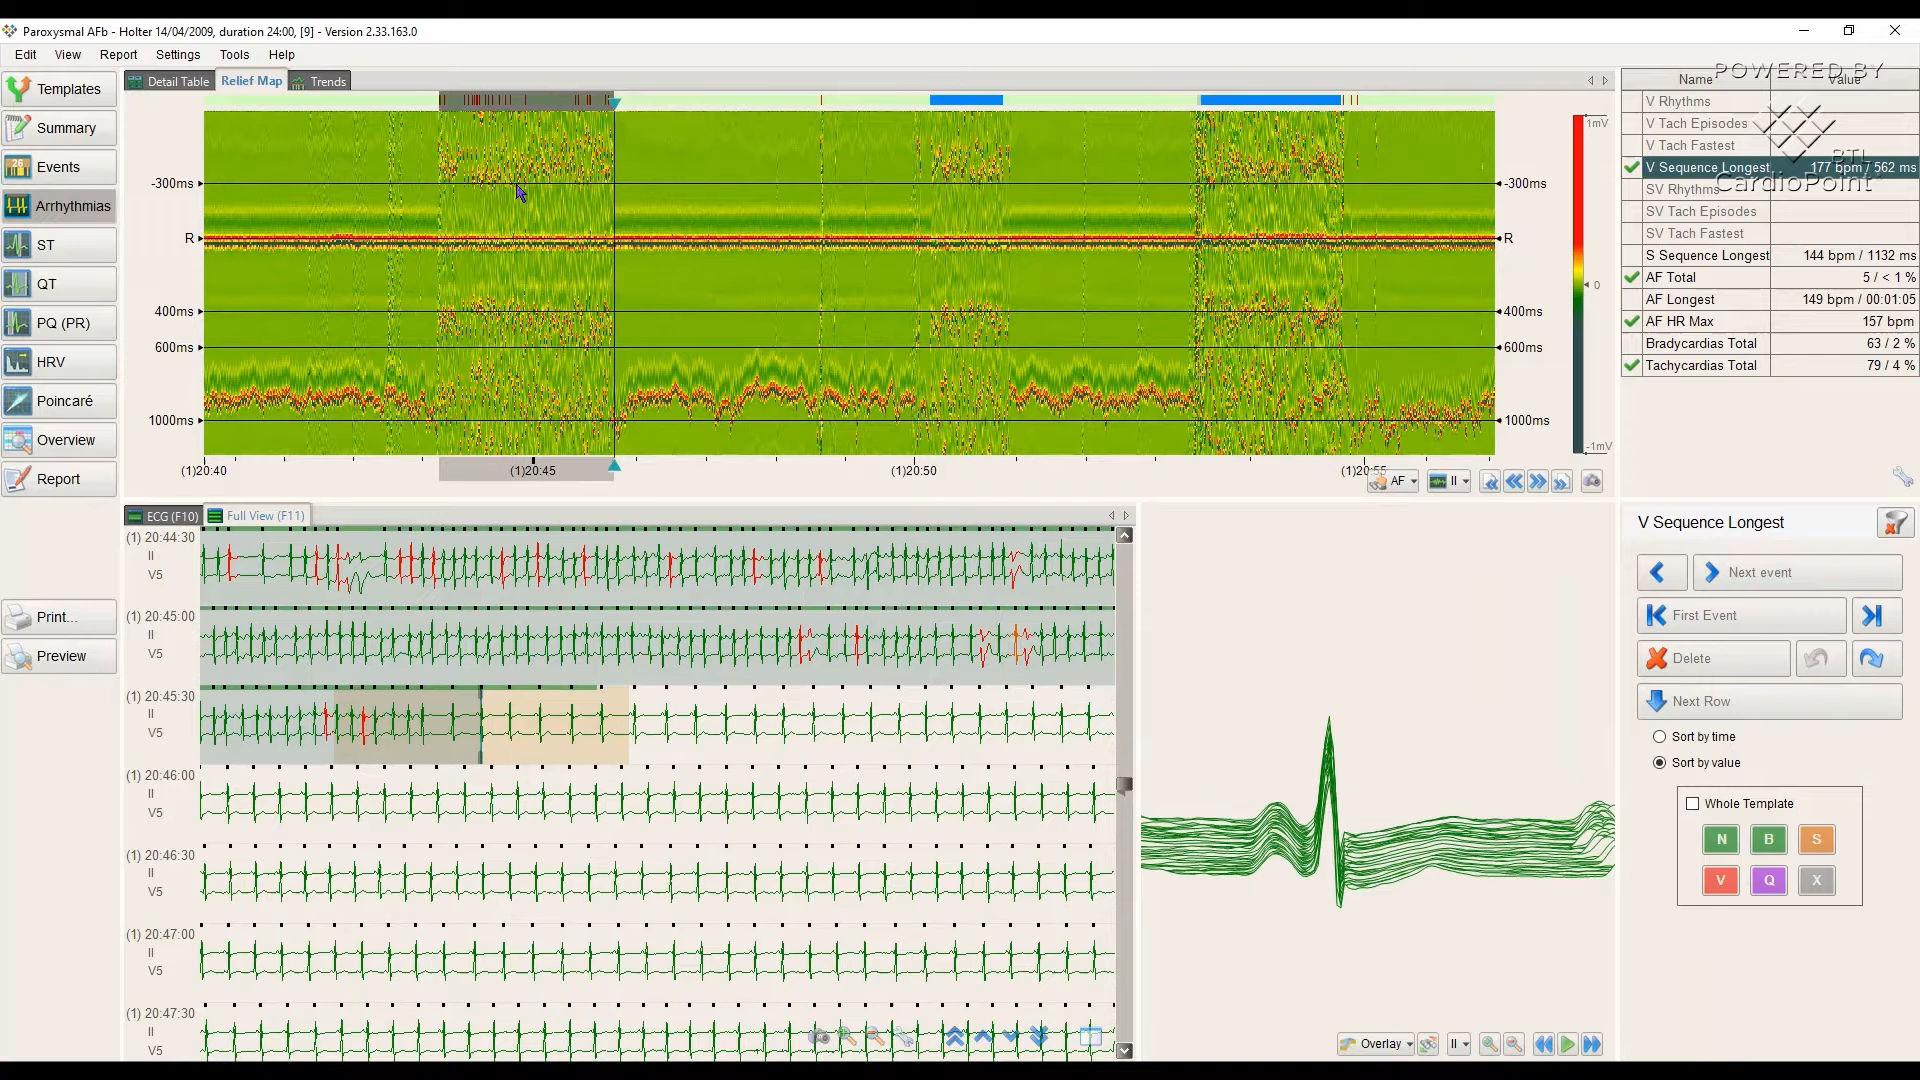 Paroxysmal AFb - Holter 14/04/2009, duration 24:00, [9] - Version 2.33.163.0
Edit View Report Settings Tools Help
Templates
Summary
Events
Arrhythmias
ST
QT
PQ (PR)
HRV
Poincaré
Overview
Report
Print...
Preview
Detail Table Relief Map Trends
-300ms
R
400ms
600ms
1000ms
-300ms
R
400ms
600ms
1000ms
1mV
0
-1mV
(1)20:40 (1)20:45 (1)20:50 (1)20:55
AF II
Name Value
V Rhythms
V Tach Episodes
V Tach Fastest
V Sequence Longest 177 bpm / 562 ms
SV Rhythms
SV Tach Episodes
SV Tach Fastest
S Sequence Longest 144 bpm / 1132 ms
AF Total 5 / < 1 %
AF Longest 149 bpm / 00:01:05
AF HR Max 157 bpm
Bradycardias Total 63 / 2 %
Tachycardias Total 79 / 4 %
POWERED BY
BTL
CardioPoint
ECG (F10) Full View (F11)
(1) 20:44:30
II
V5
(1) 20:45:00
II
V5
(1) 20:45:30
II
V5
(1) 20:46:00
II
V5
(1) 20:46:30
II
V5
(1) 20:47:00
II
V5
(1) 20:47:30
II
V5
Overlay II
V Sequence Longest
Next event
First Event
Delete
Next Row
Sort by time
Sort by value
Whole Template
N B S
V Q X